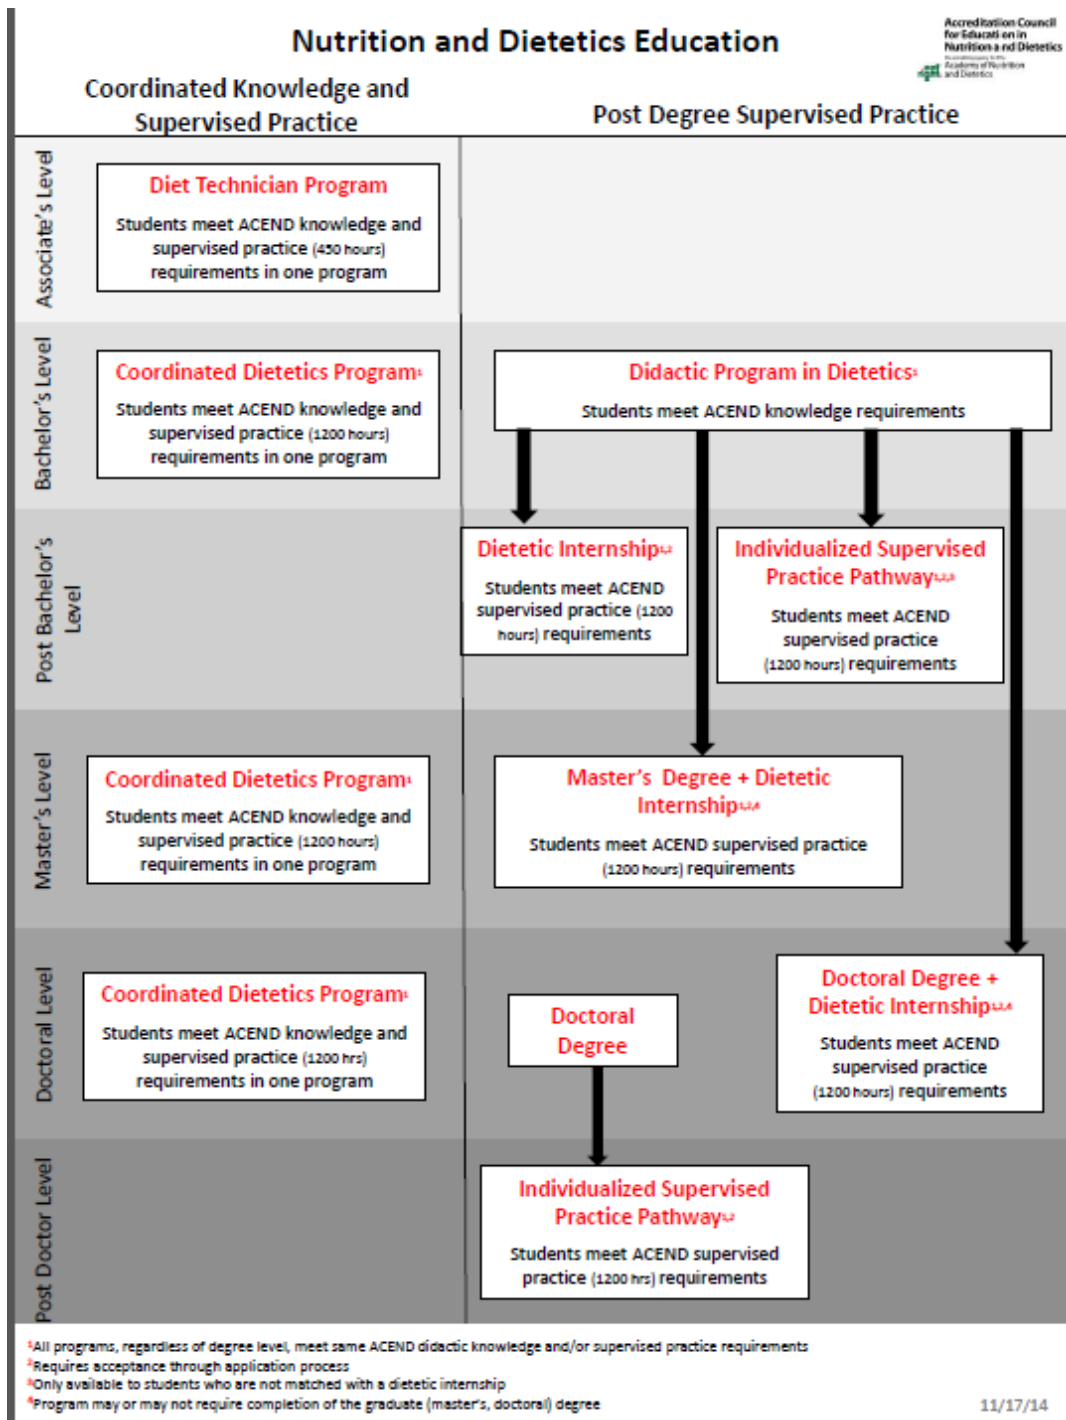 Nutrition and Dietetics Education
Accreditatiion Council
for Education in
Nutrition and Dietetics
Academy of Nutrition
and Dietetics
Coordinated Knowledge and
Supervised Practice
Post Degree Supervised Practice
Associate's Level
Diet Technician Program
Students meet ACEND knowledge and
supervised practice (450 hours)
requirements in one program
Bachelor's Level
Coordinated Dietetics Program¹
Students meet ACEND knowledge and
supervised practice (1200 hours)
requirements in one program
Didactic Program in Dietetics¹
Students meet ACEND knowledge requirements
Post Bachelor's
Level
Dietetic Internship¹,²
Students meet ACEND
supervised practice (1200
hours) requirements
Individualized Supervised
Practice Pathway¹,²,³
Students meet ACEND
supervised practice
(1200 hours) requirements
Master's Level
Coordinated Dietetics Program¹
Students meet ACEND knowledge and
supervised practice (1200 hours)
requirements in one program
Master's Degree + Dietetic
Internship¹,²,⁴
Students meet ACEND supervised practice
(1200 hours) requirements
Doctoral Level
Coordinated Dietetics Program¹
Students meet ACEND knowledge and
supervised practice (1200 hrs)
requirements in one program
Doctoral
Degree
Doctoral Degree +
Dietetic Internship¹,²,⁴
Students meet ACEND
supervised practice
(1200 hours) requirements
Post Doctor Level
Individualized Supervised
Practice Pathway¹,²
Students meet ACEND supervised
practice (1200 hrs) requirements
¹All programs, regardless of degree level, meet same ACEND didactic knowledge and/or supervised practice requirements
²Requires acceptance through application process
³Only available to students who are not matched with a dietetic internship
⁴Program may or may not require completion of the graduate (master's, doctoral) degree
11/17/14